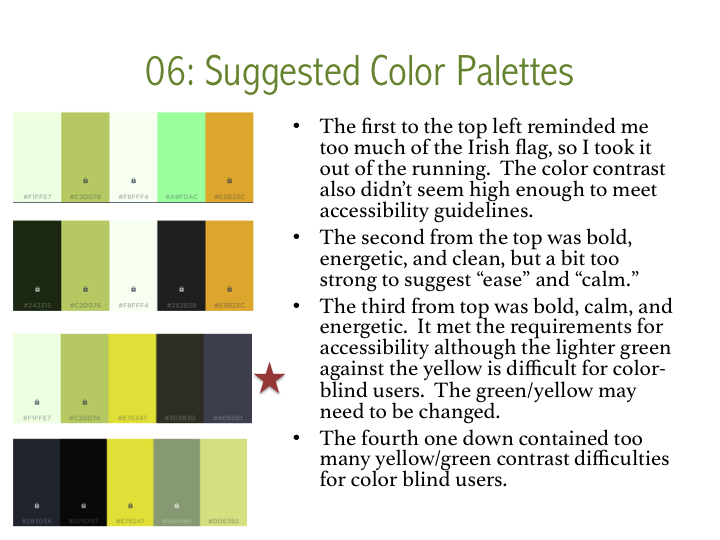 06: Suggested Color Palettes
#F1FFE7 #C2D076 #F8FFF4 #A9FDAC #E3B23C
#243315 #C2D076 #F8FFF4 #282B28 #E3B23C
#F1FFE7 #C2D076 #E7E247 #3D3B30 #4D5061
#E7E247 #DDE392
• The first to the top left reminded me
too much of the Irish flag, so I took it
out of the running.  The color contrast
also didn’t seem high enough to meet
accessibility guidelines.
• The second from the top was bold,
energetic, and clean, but a bit too
strong to suggest “ease” and “calm.”
• The third from top was bold, calm, and
energetic.  It met the requirements for
accessibility although the lighter green
against the yellow is difficult for color-
blind users.  The green/yellow may
need to be changed.
• The fourth one down contained too
many yellow/green contrast difficulties
for color blind users.